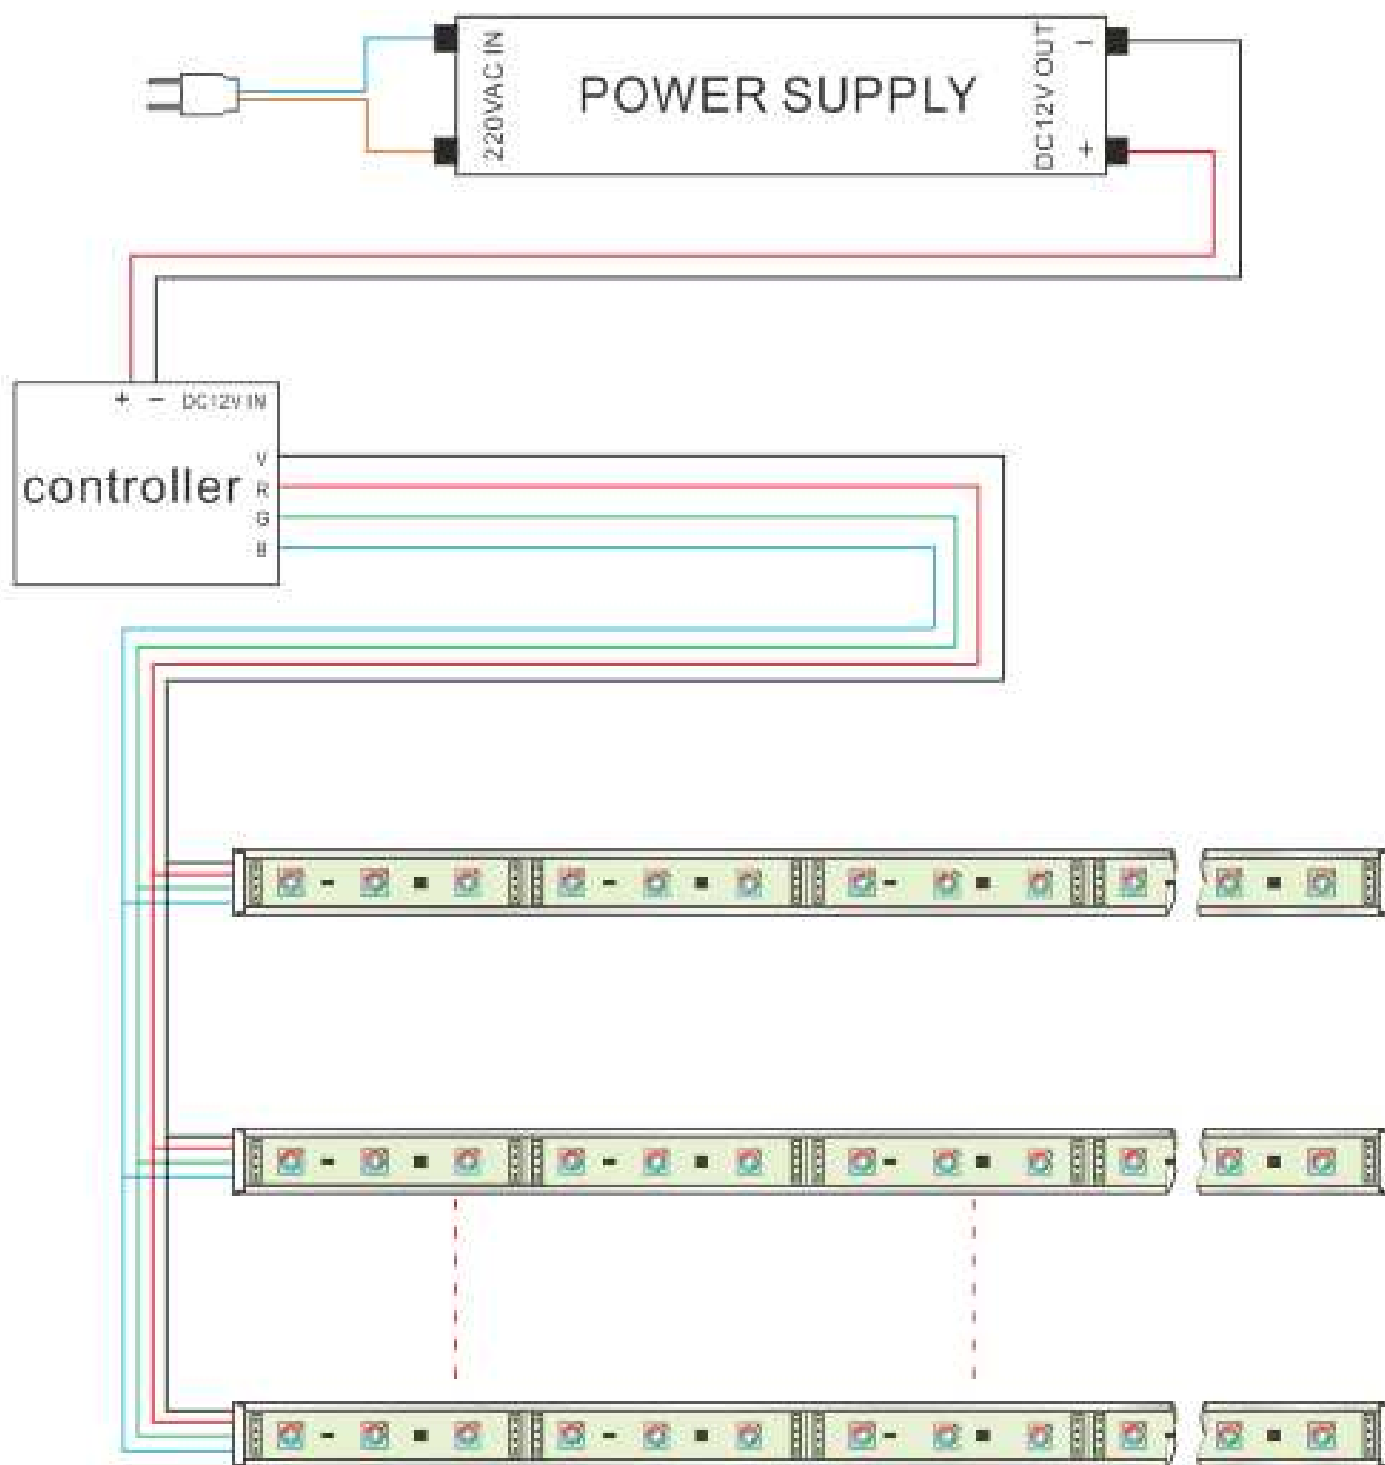 220VAC IN
POWER SUPPLY
DC12V OUT
−
+
+ − DC12V IN
controller
V
R
G
B